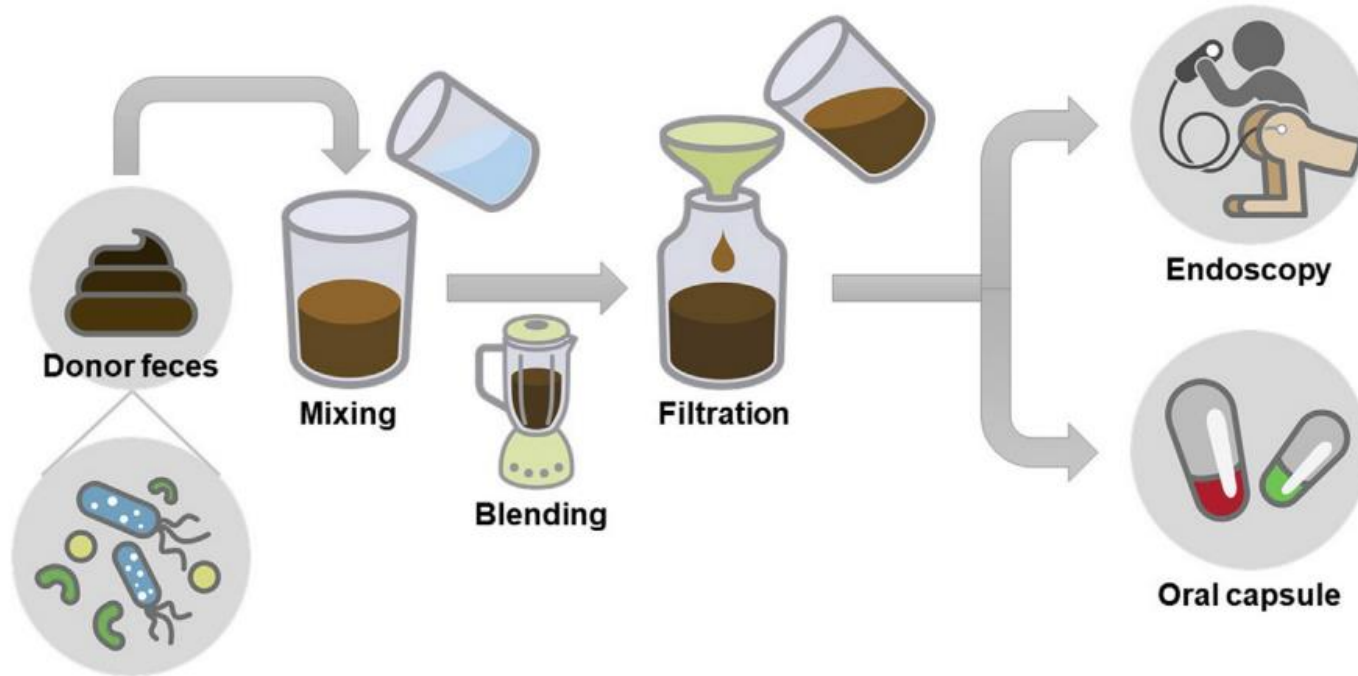 Donor feces
Mixing
Blending
Filtration
Endoscopy
Oral capsule